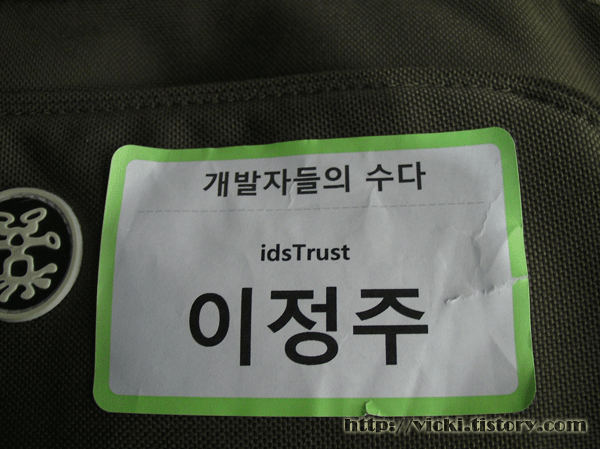 개발자들의 수다
idsTrust
이정주
http://vicki.tistory.com